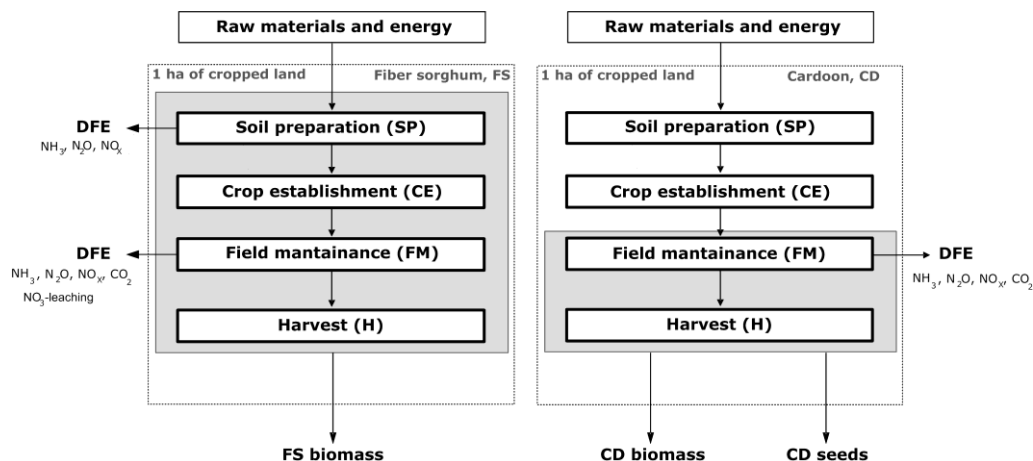 Raw materials and energy
1 ha of cropped land Fiber sorghum, FS
Soil preparation (SP)
DFE
NH3, N2O, NOX
Crop establishment (CE)
Field mantainance (FM)
DFE
NH3, N2O, NOX, CO2
NO3-leaching
Harvest (H)
FS biomass
Raw materials and energy
1 ha of cropped land Cardoon, CD
Soil preparation (SP)
Crop establishment (CE)
Field mantainance (FM)
DFE
NH3, N2O, NOX, CO2
Harvest (H)
CD biomass CD seeds